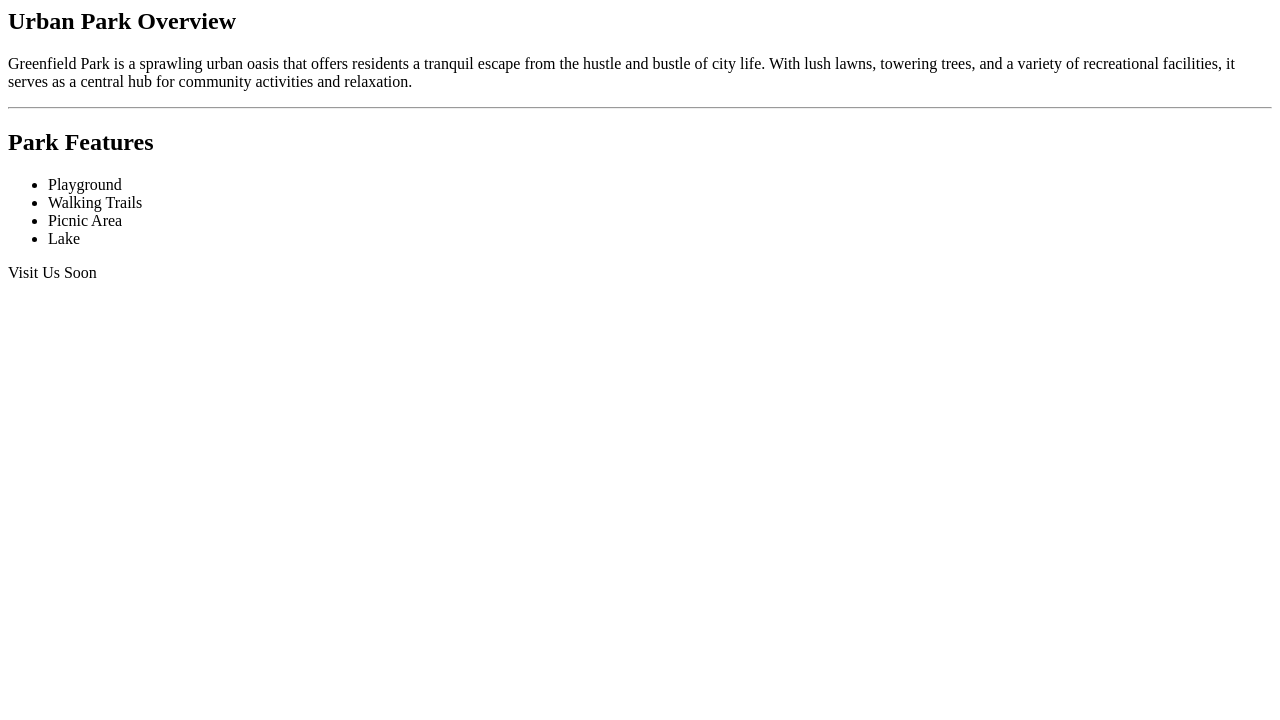 Urban Park Overview
Greenfield Park is a sprawling urban oasis that offers residents a tranquil escape from the hustle and bustle of city life. With lush lawns, towering trees, and a variety of recreational facilities, it
serves as a central hub for community activities and relaxation.
Park Features
Playground
Walking Trails
Picnic Area
Lake
Visit Us Soon